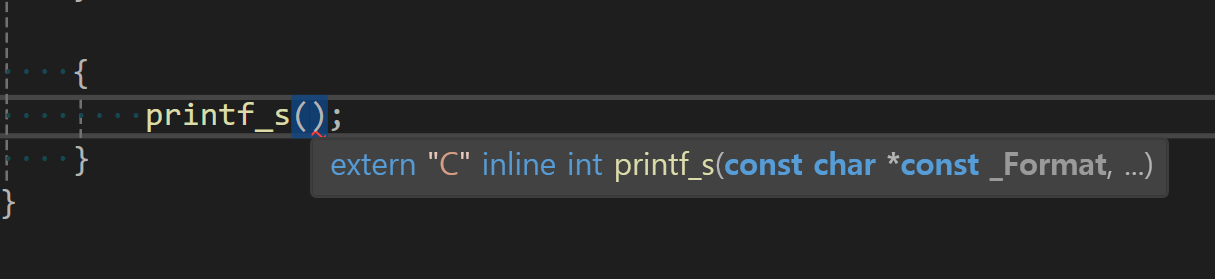 {
printf_s();
extern "C" inline int printf_s(const char *const _Format, ...)
}
}